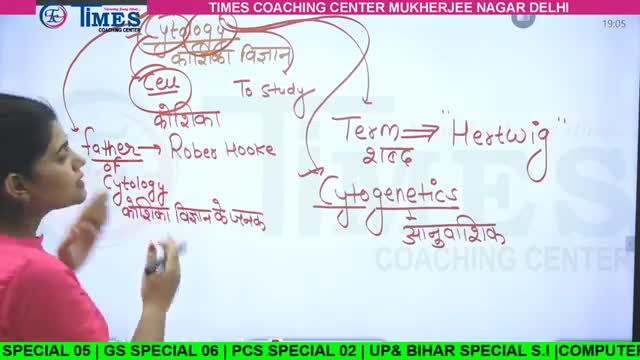 TIMES COACHING CENTER MUKHERJEE NAGAR DELHI
TIMES
COACHING CENTER
19:05
Cytology
कोशिका विज्ञान
Cell
To study
कोशिका
Term ⇒ "Hertwig"
शब्द
father → Rober Hooke
of
Cytology
कोशिका विज्ञान के जनक
Cytogenetics
आनुवाशिक
TIMES
COACHING CENTER
SPECIAL 05 | GS SPECIAL 06 | PCS SPECIAL 02 | UP& BIHAR SPECIAL S.I |COMPUTE